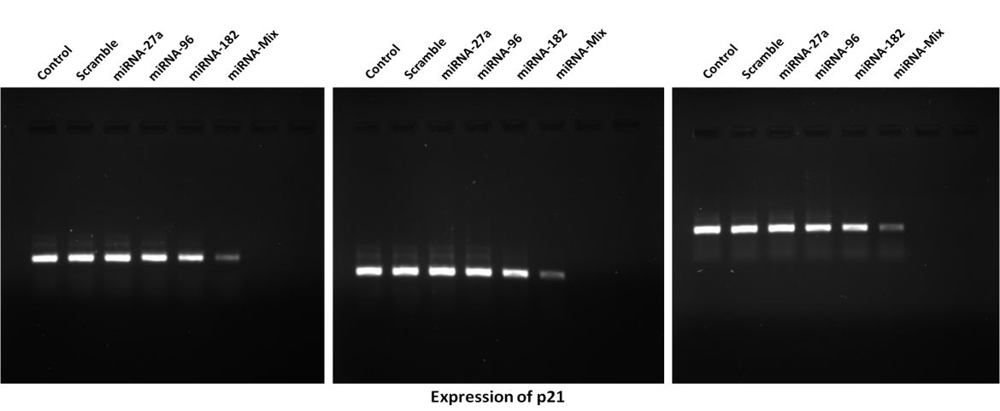 Control
Scramble
miRNA-27a
miRNA-96
miRNA-182
miRNA-Mix
Control
Scramble
miRNA-27a
miRNA-96
miRNA-182
miRNA-Mix
Control
Scramble
miRNA-27a
miRNA-96
miRNA-182
miRNA-Mix
Expression of p21